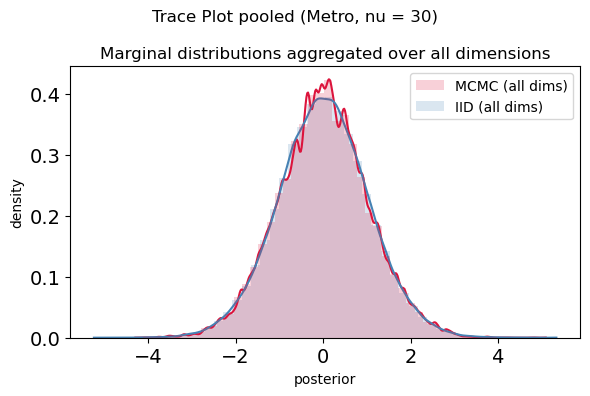 Trace Plot pooled (Metro, nu = 30)
Marginal distributions aggregated over all dimensions
MCMC (all dims)
IID (all dims)
density
0.4
0.3
0.2
0.1
0.0
−4
−2
0
2
4
posterior